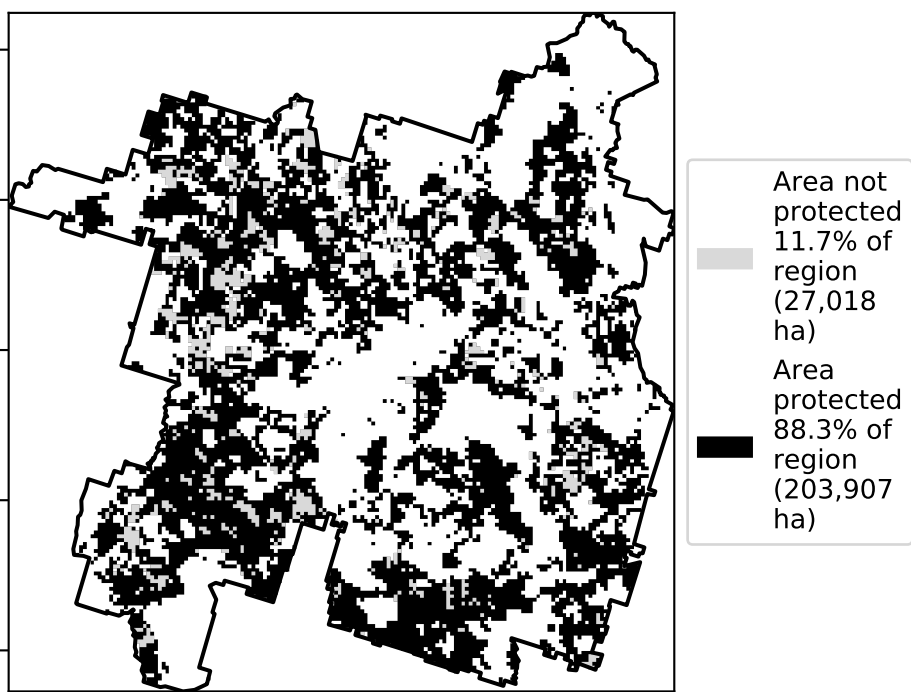 Area not
protected
11.7% of
region
(27,018
ha)
Area
protected
88.3% of
region
(203,907
ha)